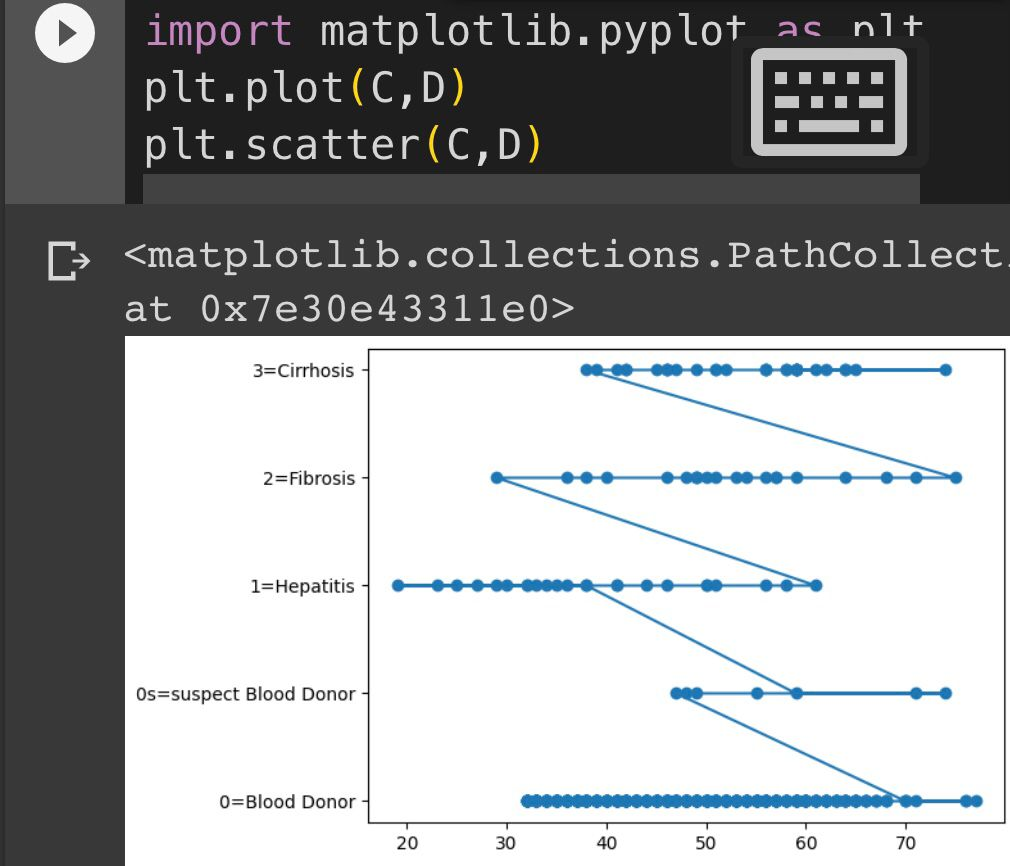 import matplotlib.pyplot as plt
plt.plot(C,D)
plt.scatter(C,D)
<matplotlib.collections.PathCollect
at 0x7e30e43311e0>
3=Cirrhosis
2=Fibrosis
1=Hepatitis
0s=suspect Blood Donor
0=Blood Donor
20 30 40 50 60 70